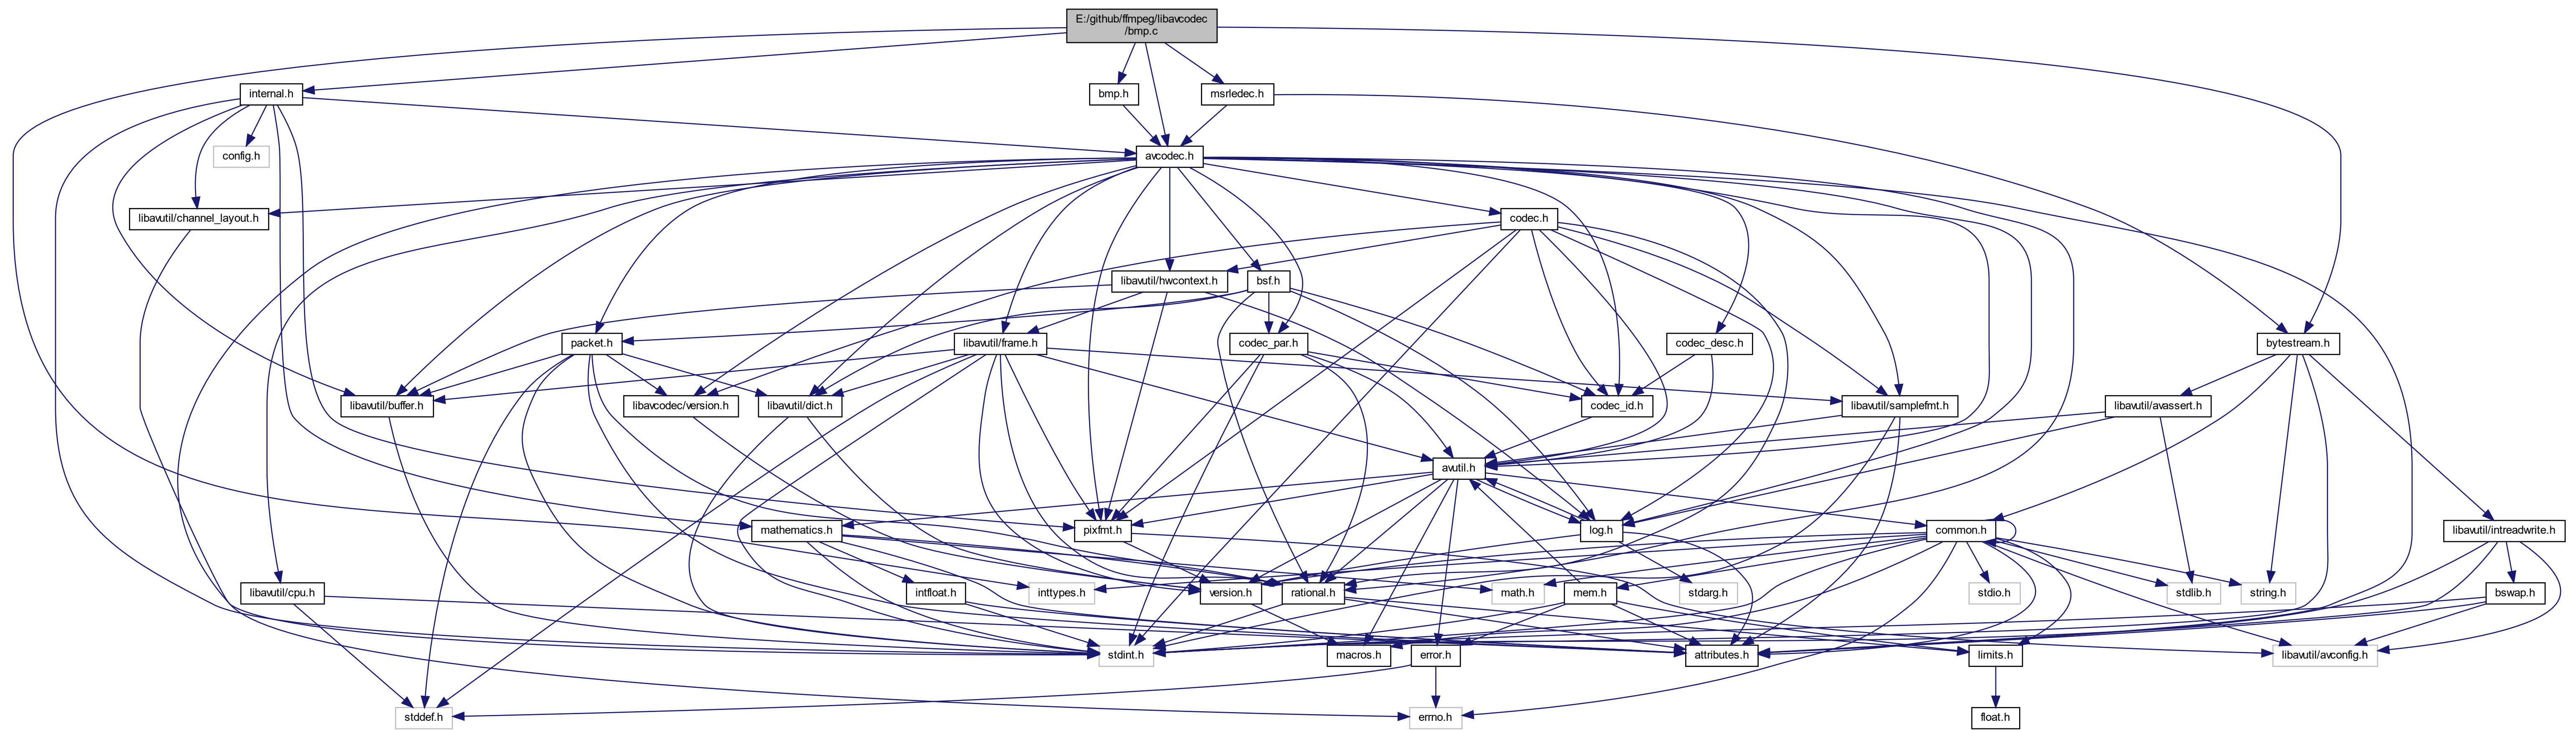 E:/github/ffmpeg/libavcodec
/bmp.c
internal.h
bmp.h
msrledec.h
config.h
avcodec.h
libavutil/channel_layout.h
codec.h
libavutil/hwcontext.h
bsf.h
packet.h
libavutil/frame.h
codec_par.h
codec_desc.h
bytestream.h
libavutil/buffer.h
libavcodec/version.h
libavutil/dict.h
codec_id.h
libavutil/samplefmt.h
libavutil/avassert.h
avutil.h
mathematics.h
pixfmt.h
log.h
common.h
libavutil/intreadwrite.h
libavutil/cpu.h
intfloat.h
inttypes.h
version.h
rational.h
math.h
mem.h
stdarg.h
stdio.h
stdlib.h
string.h
bswap.h
stdint.h
macros.h
error.h
attributes.h
limits.h
libavutil/avconfig.h
stddef.h
errno.h
float.h